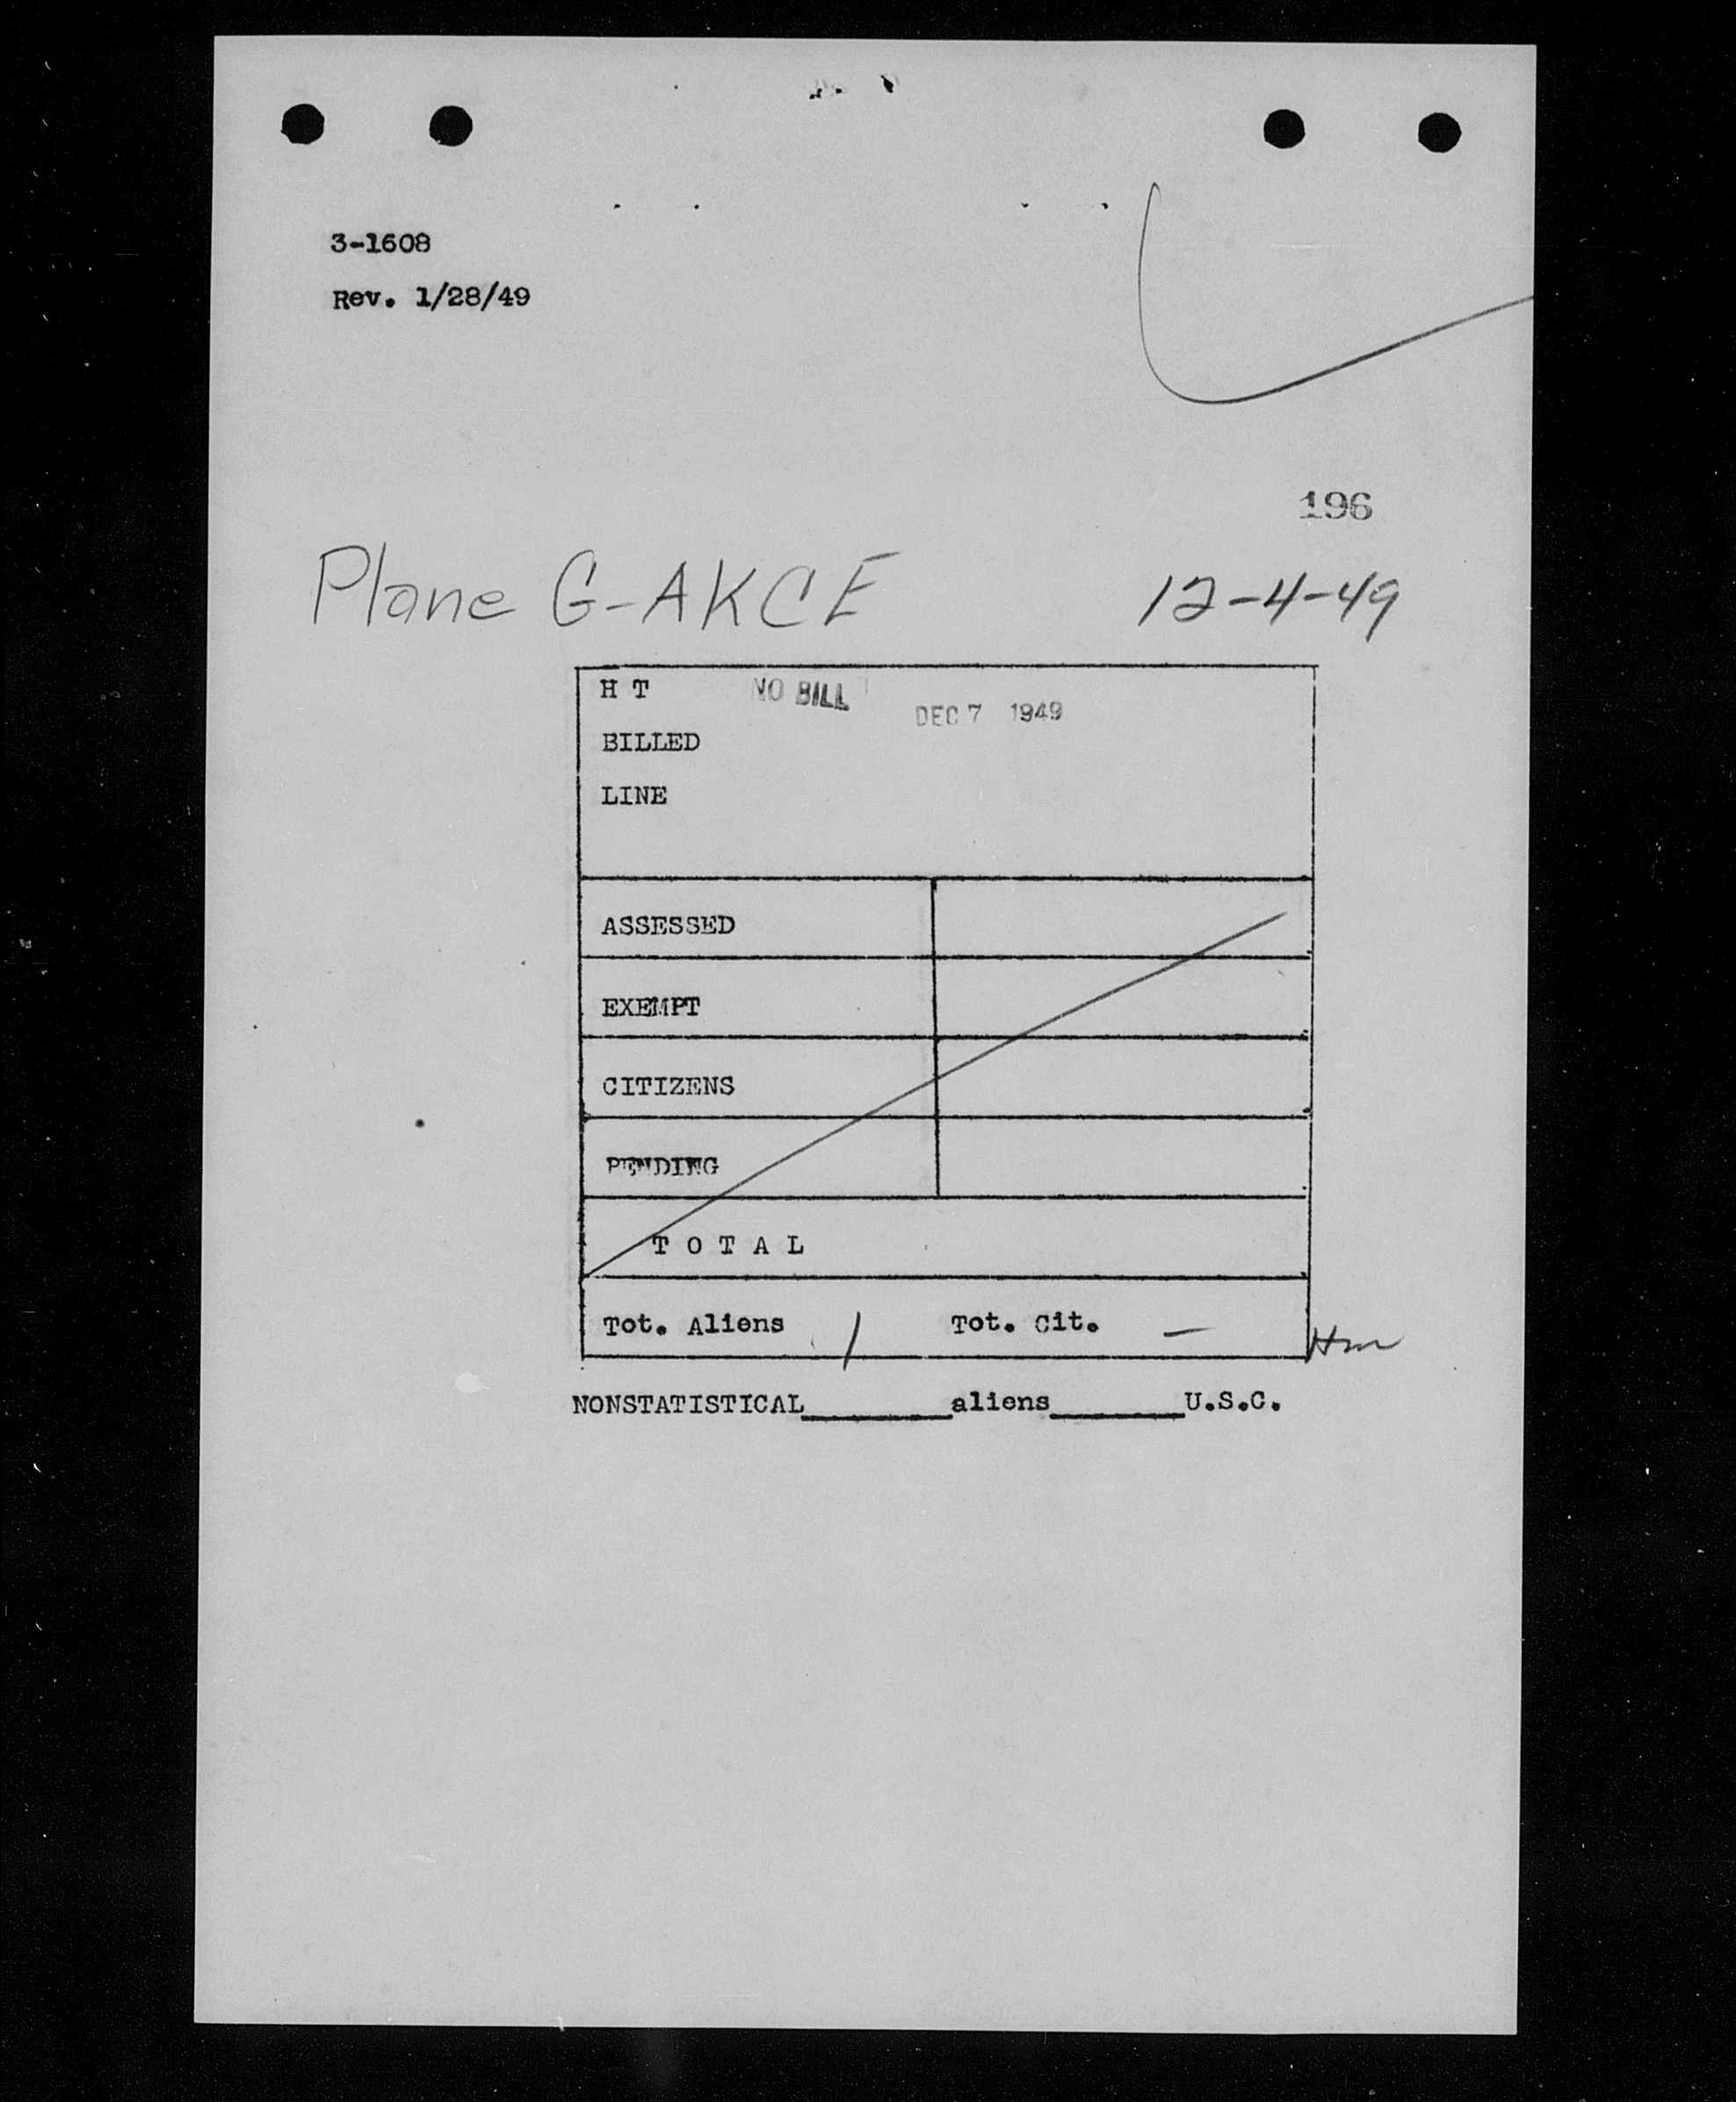 3-1608
Rev. 1/28/49
196
Plane G-AKCE 12-4-49
H T NO BILL DEC 7 1949
BILLED
LINE
ASSESSED
EXEMPT
CITIZENS
PENDING
T O T A L
Tot. Aliens / Tot. Cit. —
NONSTATISTICAL________aliens_______U.S.C.